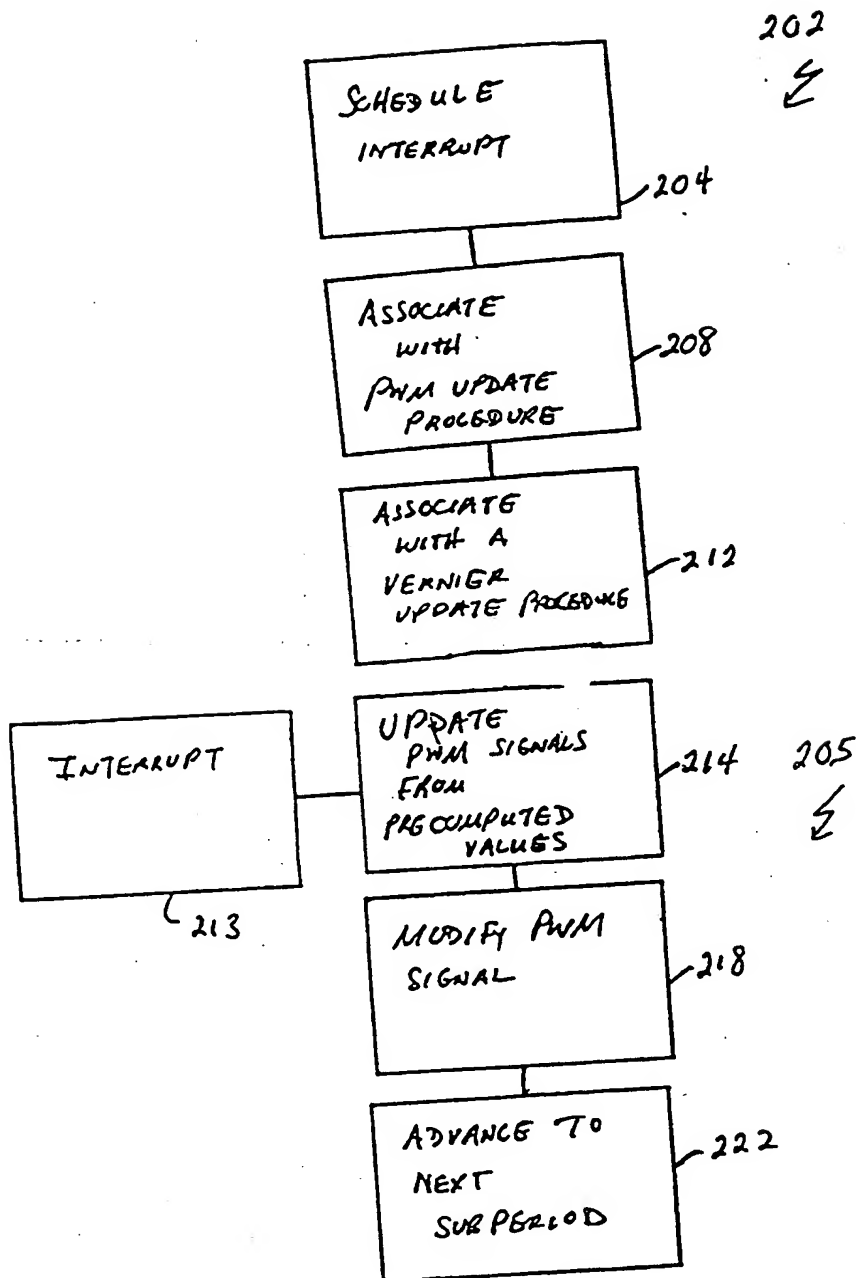 202
SCHEDULE
INTERRUPT
204
ASSOCIATE
WITH
PWM UPDATE
PROCEDURE
208
ASSOCIATE
WITH A
VERNIER
UPDATE PROCEDURE
212
INTERRUPT
213
UPDATE
PWM SIGNALS
FROM
PRECOMPUTED
VALUES
214
205
MODIFY PWM
SIGNAL
218
ADVANCE TO
NEXT
SUBPERIOD
222